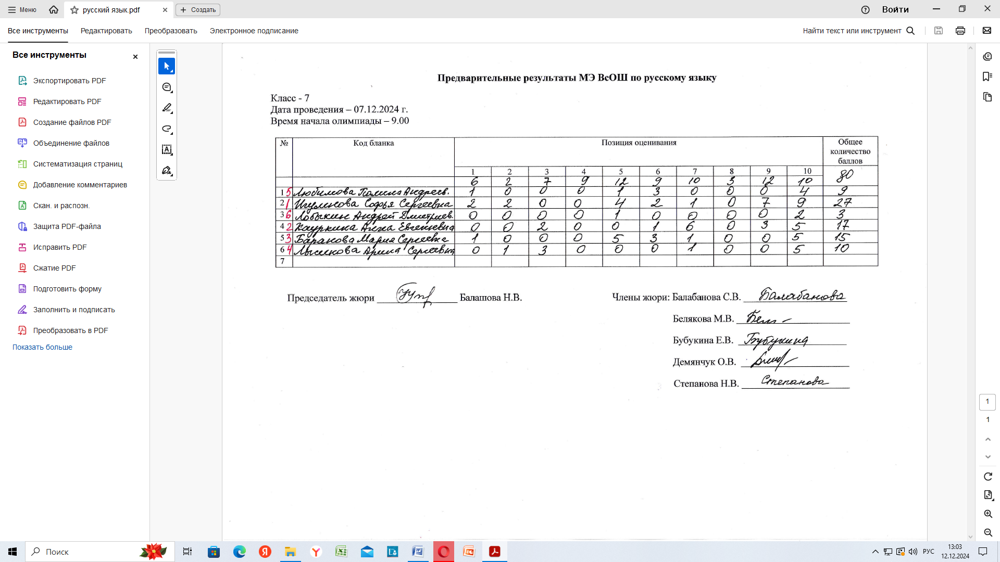 Меню
русский язык.pdf
Создать
Войти
Все инструменты Редактировать Преобразовать Электронное подписание
Найти текст или инструмент
Все инструменты
Экспортировать PDF
Редактировать PDF
Создание файлов PDF
Объединение файлов
Систематизация страниц
Добавление комментариев
Скан. и распозн.
Защита PDF-файла
Исправить PDF
Сжатие PDF
Подготовить форму
Заполнить и подписать
Преобразовать в PDF
Показать больше
Предварительные результаты МЭ ВсОШ по русскому языку
Класс - 7
Дата проведения – 07.12.2024 г.
Время начала олимпиады – 9.00
№ Код бланка Позиция оценивания Общее количество баллов
1 2 3 4 5 6 7 8 9 10
6 2 7 9 12 9 10 3 12 10 80
1 5 Любимова Полина Андреев. 1 0 0 0 1 3 0 0 0 4 9
2 1 Игумнова Софья Сергеевна 2 2 0 0 4 2 1 0 7 9 27
3 6 Лобыкин Андрей Дмитриев. 0 0 0 0 1 0 0 0 0 2 3
4 2 Кауркина Анна Евгеньевна 0 0 2 0 0 1 6 0 3 5 17
5 3 Баранова Мария Сергеевна 1 0 0 0 5 3 1 0 0 5 15
6 4 Лысикова Арина Сергеевна 0 1 3 0 0 0 1 0 0 5 10
7
Председатель жюри Балашова Н.В.
Члены жюри: Балабанова С.В. Балабанова
Белякова М.В.
Бубукина Е.В. Бубукина
Демянчук О.В.
Степанова Н.В. Степанова
1
1
Поиск
РУС
13:03
12.12.2024